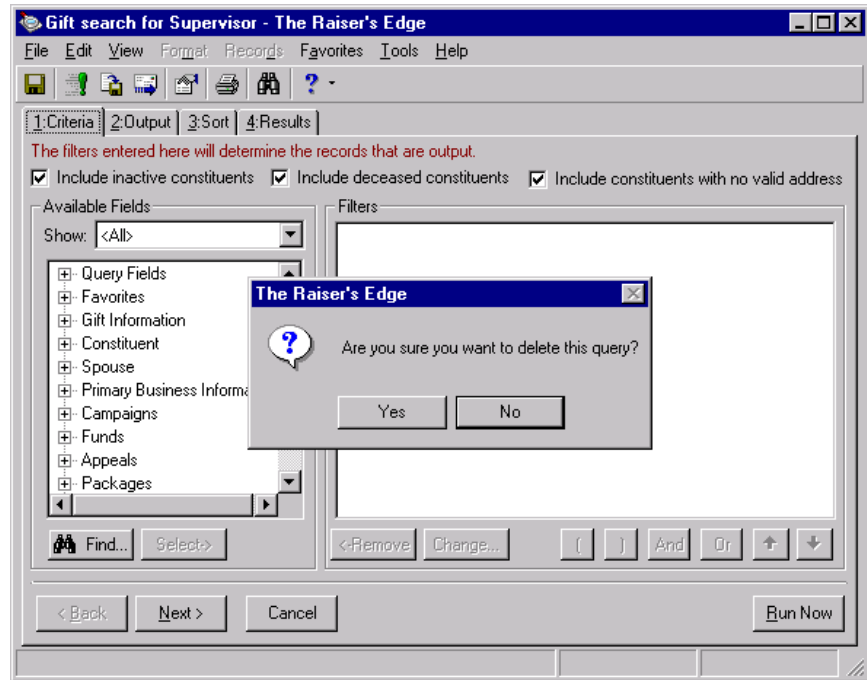 Gift search for Supervisor - The Raiser's Edge
File Edit View Format Records Favorites Tools Help
1:Criteria 2:Output 3:Sort 4:Results
The filters entered here will determine the records that are output.
Include inactive constituents Include deceased constituents Include constituents with no valid address
Available Fields
Show: <All>
Query Fields
Favorites
Gift Information
Constituent
Spouse
Primary Business Informa
Campaigns
Funds
Appeals
Packages
Find... Select->
Filters
The Raiser's Edge
Are you sure you want to delete this query?
Yes No
<-Remove Change... ( ) And Or
< Back Next > Cancel Run Now